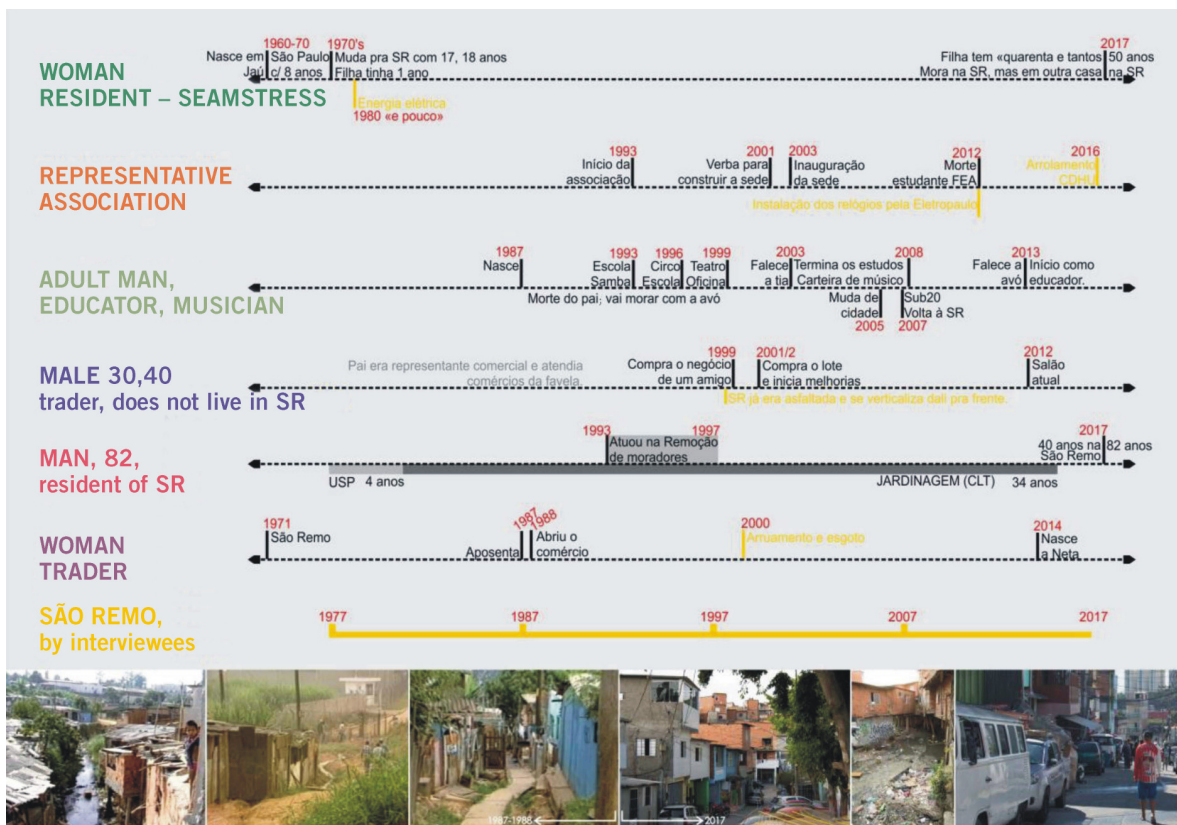 WOMAN
RESIDENT – SEAMSTRESS
1960-70
Nasce em
Jaú
São Paulo
c/ 8 anos
1970's
Muda pra SR com 17, 18 anos
Filha tinha 1 ano
Energia elétrica
1980 «e pouco»
2017
Filha tem «quarenta e tantos
Mora na SR, mas em outra casa
50 anos
na SR
REPRESENTATIVE
ASSOCIATION
1993
Início da
associação
2001
Verba para
construir a sede
2003
Inauguração
da sede
2012
Morte
estudante FEA
Instalação dos relógios pela Eletropaulo
2016
Arrolamento
CDHU
ADULT MAN,
EDUCATOR, MUSICIAN
1987
Nasce
Morte do pai; vai morar com a avó
1993
Escola
Samba
1996
Circo
Escola
1999
Teatro
Oficina
2003
Falece
a tia
2008
Termina os estudos
Carteira de músico
Muda de
cidade
2005
Sub20
Volta à SR
2007
2013
Falece a
avó
Início como
educador.
MALE 30,40
trader, does not live in SR
Pai era representante comercial e atendia
comércios da favela.
1999
Compra o negócio
de um amigo
2001/2
Compra o lote
e inicia melhorias
SR já era asfaltada e se verticaliza dali pra frente.
2012
Salão
atual
MAN, 82,
resident of SR
USP 4 anos
1993 1997
Atuou na Remoção
de moradores
JARDINAGEM (CLT) 34 anos
2017
40 anos na
São Remo
82 anos
WOMAN
TRADER
1971
São Remo
1987
Aposenta
1988
Abriu o
comércio
2000
Arruamento e esgoto
2014
Nasce
a Neta
SÃO REMO,
by interviewees
1977 1987 1997 2007 2017
1987-1988
2017